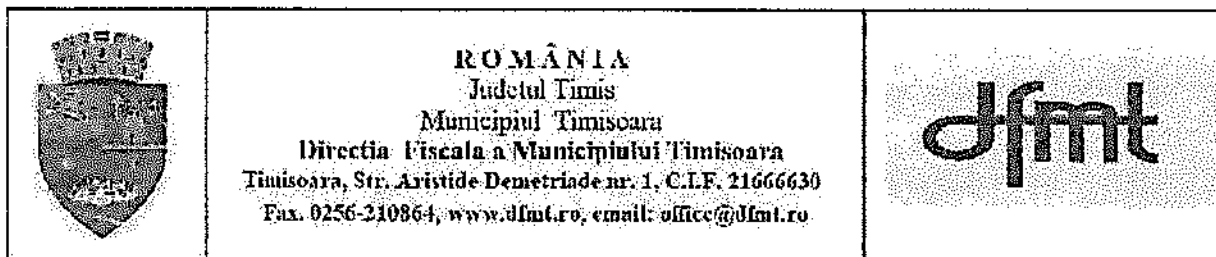 ROMÂNIA
Judetul Timis
Municipiul Timisoara
Directia Fiscala a Municipiului Timisoara
Timisoara, Str. Aristide Demetriade nr. 1, C.I.F. 21666630
Fax. 0256-210864, www.dfmt.ro, email: office@dfmt.ro
dfmt